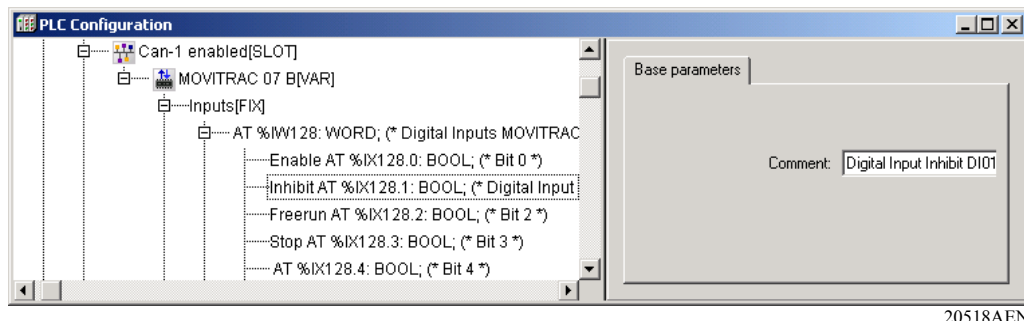 PLC Configuration
Can-1 enabled[SLOT]
MOVITRAC 07 B[VAR]
Inputs[FIX]
AT %IW128: WORD; (* Digital Inputs MOVITRAC
Enable AT %IX128.0: BOOL; (* Bit 0 *)
Inhibit AT %IX128.1: BOOL; (* Digital Input
Freerun AT %IX128.2: BOOL; (* Bit 2 *)
Stop AT %IX128.3: BOOL; (* Bit 3 *)
AT %IX128.4: BOOL; (* Bit 4 *)
Base parameters
Comment: Digital Input Inhibit DI01
20518AEN